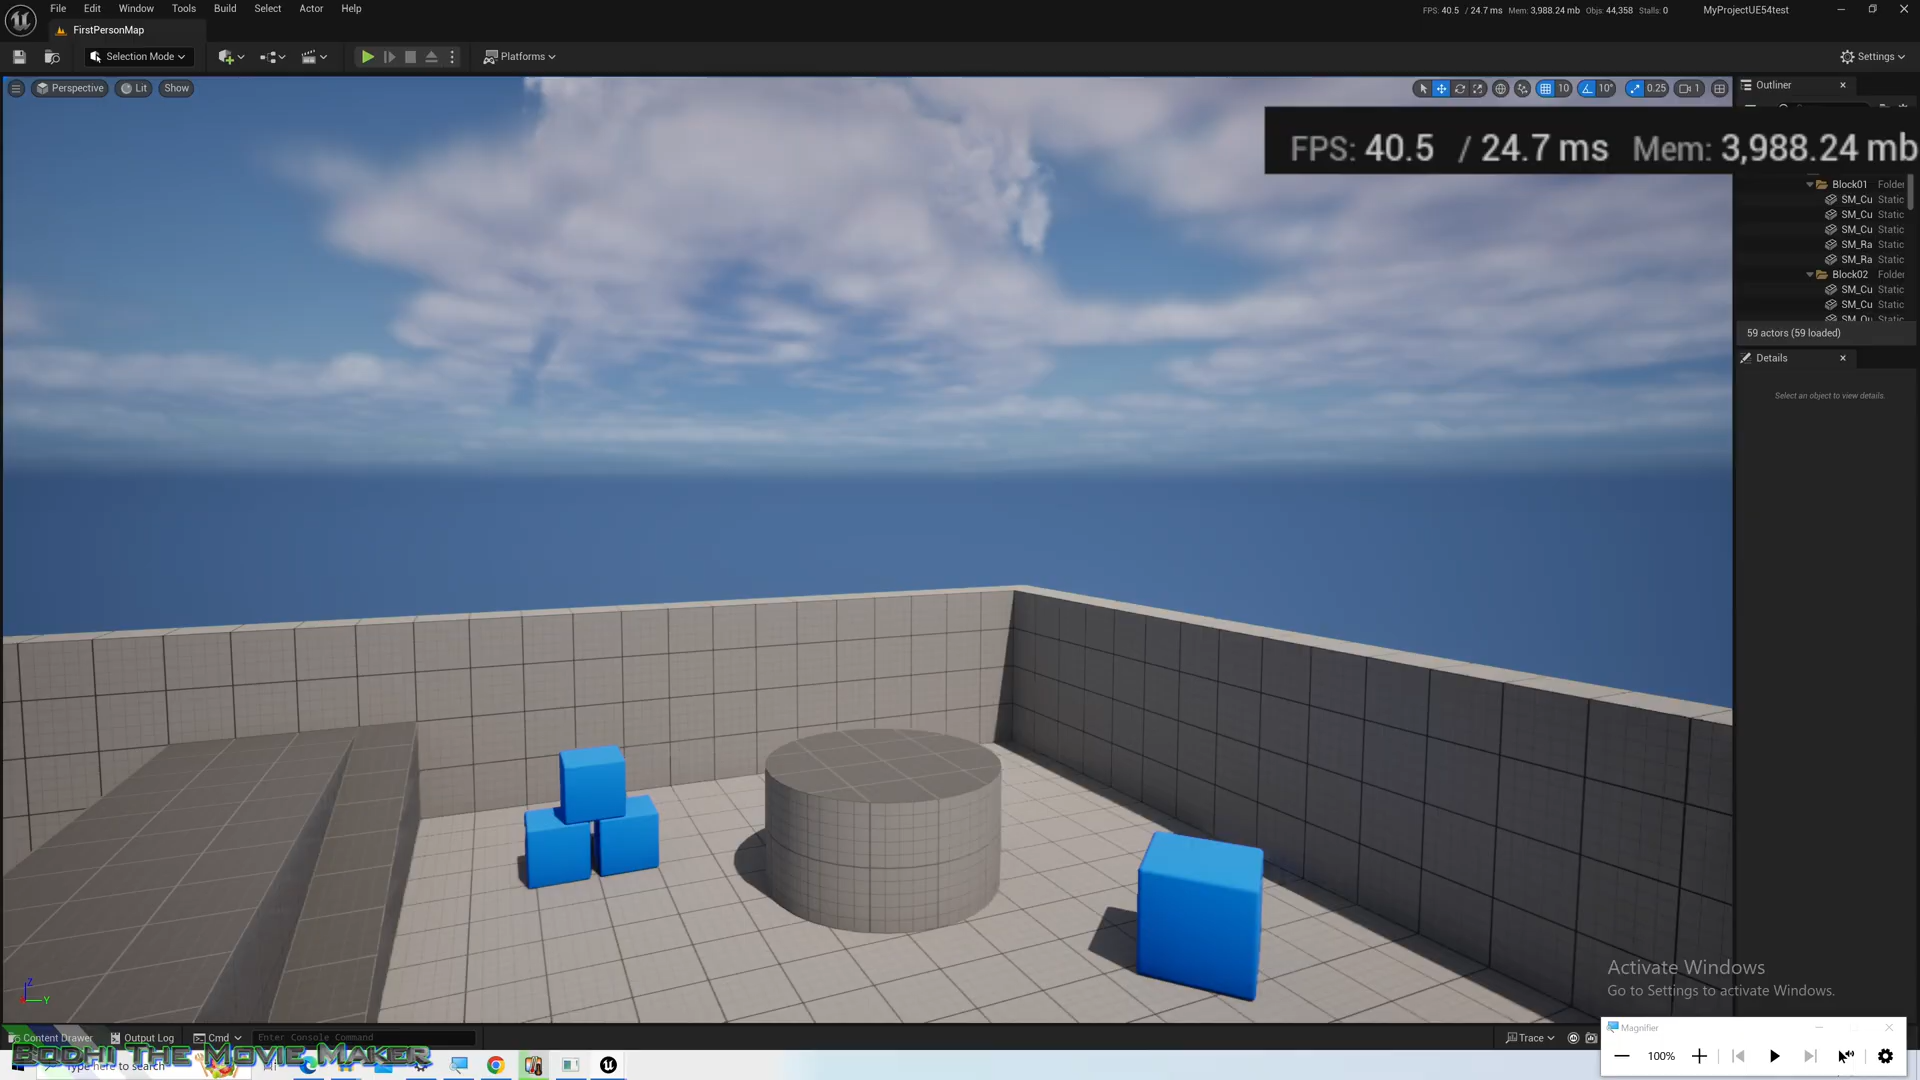 File Edit Window Tools Build Select Actor Help
FPS: 40.5 / 24.7 ms Mem: 3,988.24 mb Objs: 44,358 Stalls: 0
MyProjectUE54test
FirstPersonMap
Selection Mode
Platforms
Settings
Perspective
Lit
Show
10
10°
0.25
1
Outliner
FPS: 40.5 / 24.7 ms Mem: 3,988.24 mb
Block01 Folder
SM_Cu Static
SM_Cu Static
SM_Cu Static
SM_Ra Static
SM_Ra Static
Block02 Folder
SM_Cu Static
SM_Cu Static
59 actors (59 loaded)
Details
Select an object to view details.
Z
Y
Activate Windows
Go to Settings to activate Windows.
Content Drawer
Output Log
Cmd
Enter Console Command
Trace
Magnifier
100%
Bodhi The Movie Maker
Type here to search